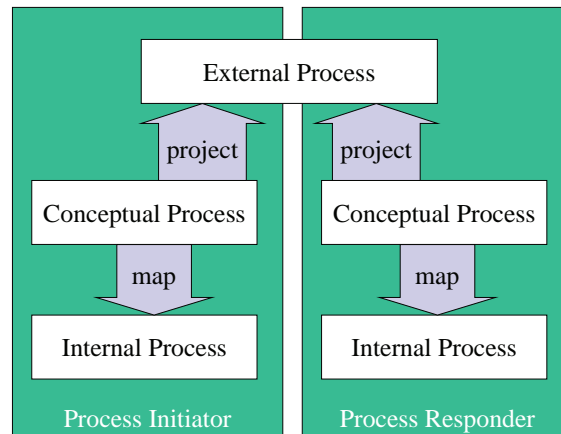 External Process
project
project
Conceptual Process
Conceptual Process
map
map
Internal Process
Internal Process
Process Initiator
Process Responder